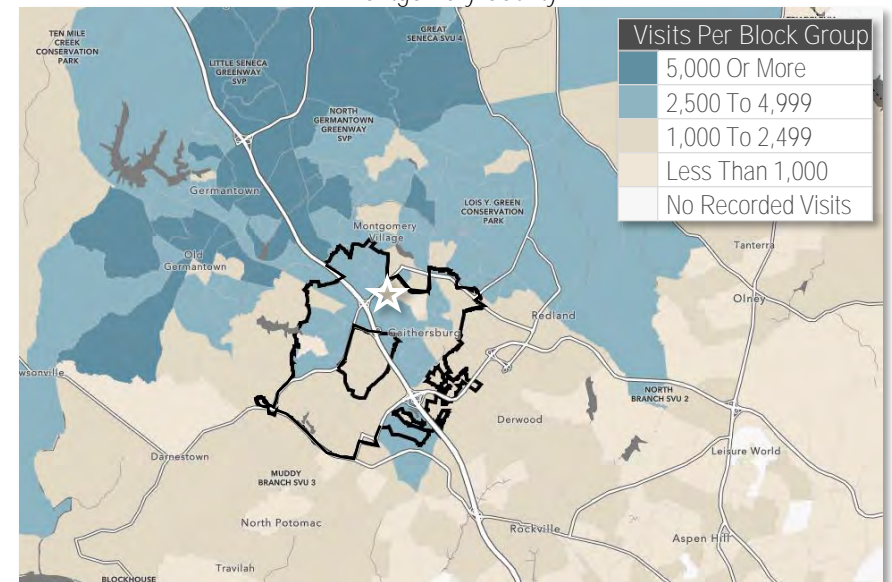 Visits Per Block Group
5,000 Or More
2,500 To 4,999
1,000 To 2,499
Less Than 1,000
No Recorded Visits
TEN MILE
CREEK
CONSERVATION
PARK
GREAT
SENECA SVU 4
LITTLE SENECA
GREENWAY
SVP
NORTH
GERMANTOWN
GREENWAY
SVP
Germantown
LOIS Y. GREEN
CONSERVATION
PARK
Montgomery
Village
Old
Germantown
Tanterra
Olney
Redland
Gaithersburg
NORTH
BRANCH SVU 2
Derwood
Leisure World
Darnestown
MUDDY
BRANCH SVU 3
North Potomac
Rockville
Aspen Hill
Travilah
BLOCKHOUSE